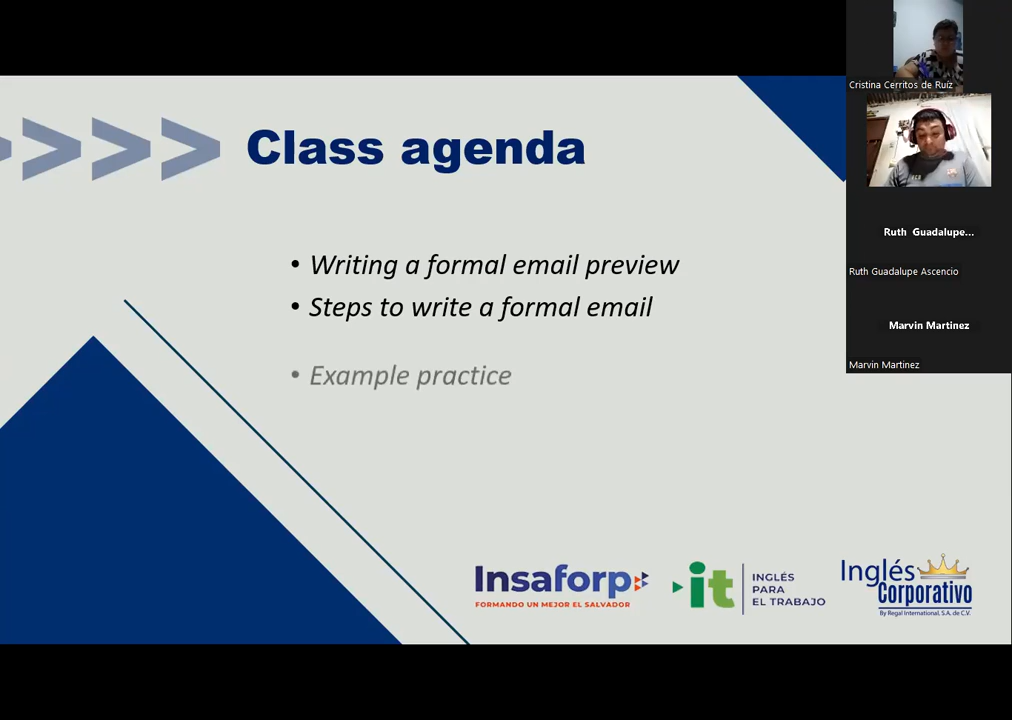 Class agenda
• Writing a formal email preview
• Steps to write a formal email
• Example practice
Cristina Cerritos de Ruíz
Ruth Guadalupe...
Ruth Guadalupe Ascencio
Marvin Martinez
Marvin Martinez
Insaforp
FORMANDO UN MEJOR EL SALVADOR
it
INGLÉS
PARA
EL TRABAJO
Inglés
Corporativo
By Regal International, S.A. de C.V.